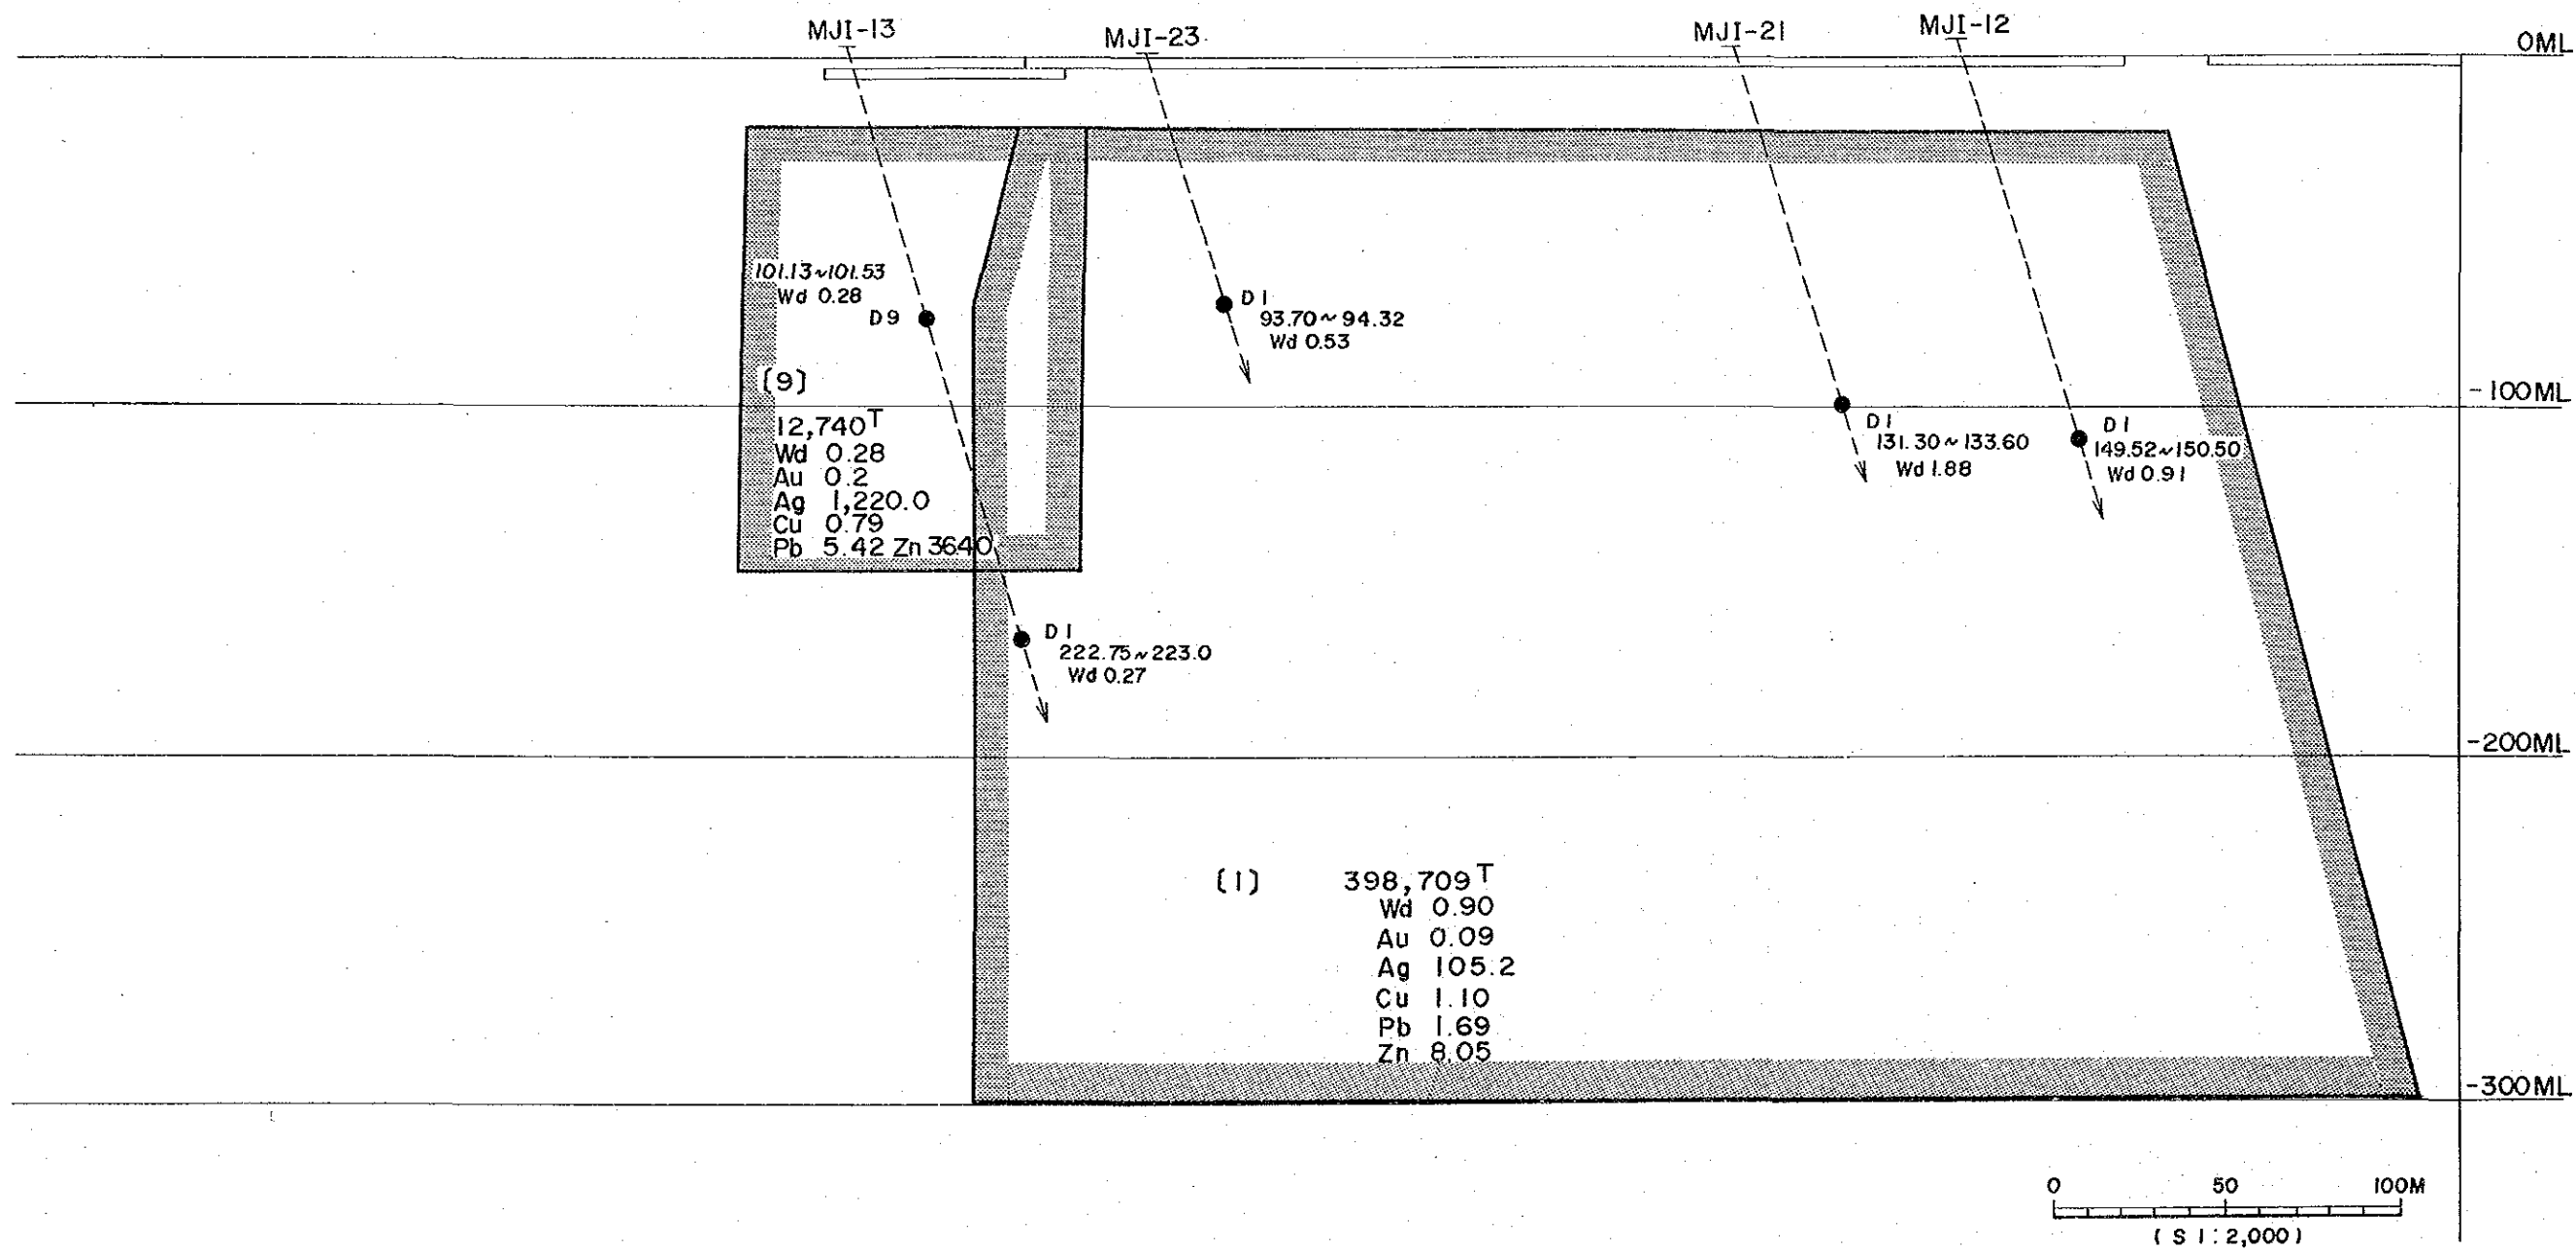 MJI-13
MJI-23
MJI-21
MJI-12
0ML
101.13~101.53
Wd 0.28
D9
D1
93.70~94.32
Wd 0.53
[9]
12,740T
Wd 0.28
Au 0.2
Ag 1,220.0
Cu 0.79
Pb 5.42 Zn 3640
-100ML
D1
131.30~133.60
Wd 1.88
D1
149.52~150.50
Wd 0.91
D1
222.75~223.0
Wd 0.27
-200ML
[1] 398,709T
Wd 0.90
Au 0.09
Ag 105.2
Cu 1.10
Pb 1.69
Zn 8.05
-300ML
0 50 100M
(S 1:2,000)